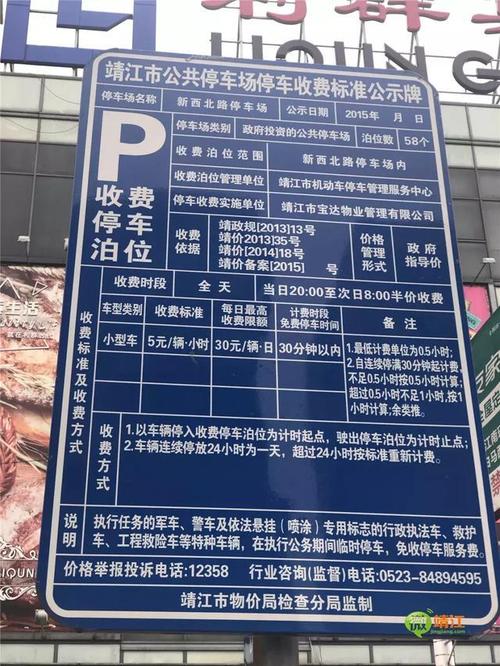 LIQUN G
靖江市公共停车场停车收费标准公示牌
P
收费
停车
泊位
停车场名称 新西北路停车场 公示日期 2015年 月 日
停车场类别 政府投资的公共停车场 泊位数 58个
收费泊位范围 新西北路停车场内
收费泊位管理单位 靖江市机动车停车管理服务中心
停车收费实施单位 靖江市宝达物业管理有限公司
收费
依据
靖政规[2013]13号
靖价2013]35号
靖价[2014]18号
靖价备案[2015] 号
价格
管理
形式
政府
指导价
收费标准及收费方式
收费时段 全天 当日20:00至次日8:00半价收费
车型类别 收费标准 每日最高
收费限额 计费时段
免费停车时间 备注
小型车 5元/辆·小时 30元/辆·日 30分钟以内
1.最低计费单位为0.5小时;
2.自连续停满30分钟起计费,
不足0.5小时按0.5小时计算;
超过0.5小时不足1小时,按1
小时计算;余类推。
收费方式
1.以车辆停入收费停车泊位为计时起点,驶出停车泊位为计时止点;
2.车辆连续停放24小时为一天,超过24小时按标准重新计费。
说明
执行任务的军车、警车及依法悬挂(喷涂)专用标志的行政执法车、救护
车、工程救险车等特种车辆,在执行公务期间临时停车,免收停车服务费。
价格举报投诉电话:12358 行业咨询(监督)电话:0523-84894595
靖江市物价局检查分局监制
微靖江
jingjiang.com